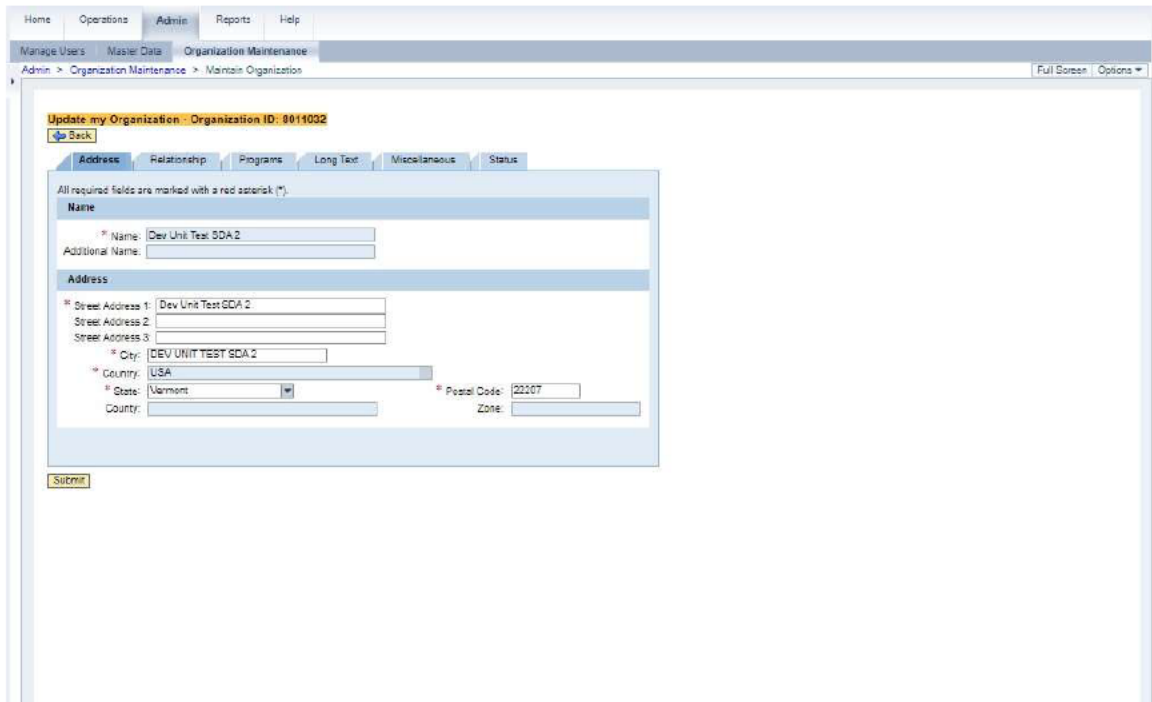 Home Operations Admin Reports Help
Manage Users Master Data Organization Maintenance
Admin > Organization Maintenance > Maintain Organization Full Screen Options
Update my Organization - Organization ID: 8011032
Back
Address Relationship Programs Long Text Miscellaneous Status
All required fields are marked with a red asterisk (*).
Name
* Name: Dev Unit Test SDA 2
Additional Name:
Address
* Street Address 1: Dev Unit Test SDA 2
Street Address 2:
Street Address 3:
* City: DEV UNIT TEST SDA 2
* Country: USA
* State: Vermont * Postal Code: 22207
County: Zone:
Submit